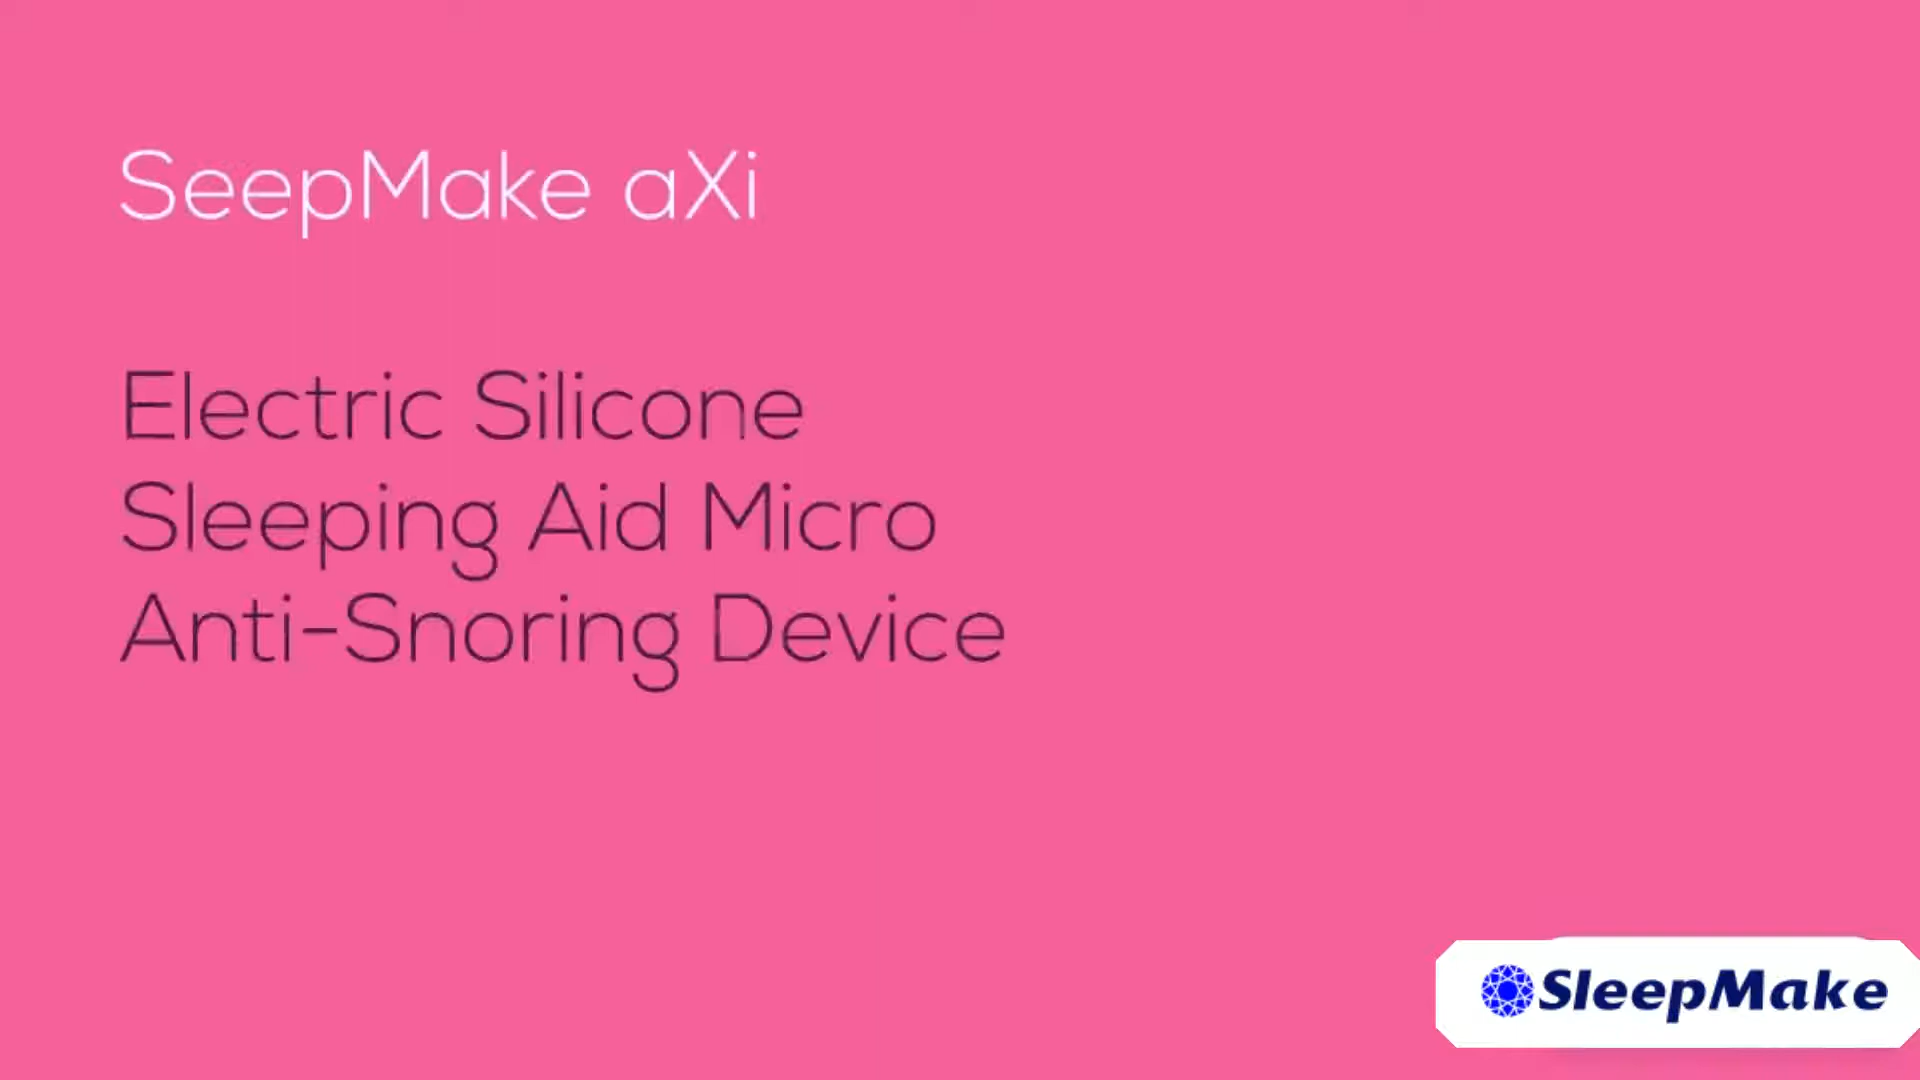 SeepMake aXi
Electric Silicone
Sleeping Aid Micro
Anti-Snoring Device
SleepMake